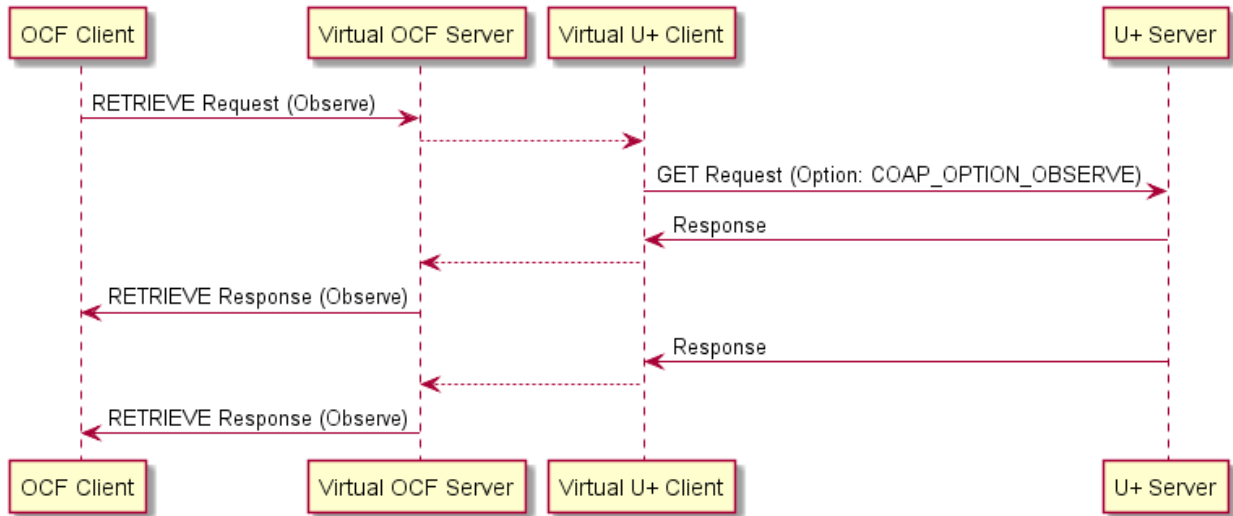 OCF Client
Virtual OCF Server
Virtual U+ Client
U+ Server
RETRIEVE Request (Observe)
GET Request (Option: COAP_OPTION_OBSERVE)
Response
RETRIEVE Response (Observe)
Response
RETRIEVE Response (Observe)
OCF Client
Virtual OCF Server
Virtual U+ Client
U+ Server